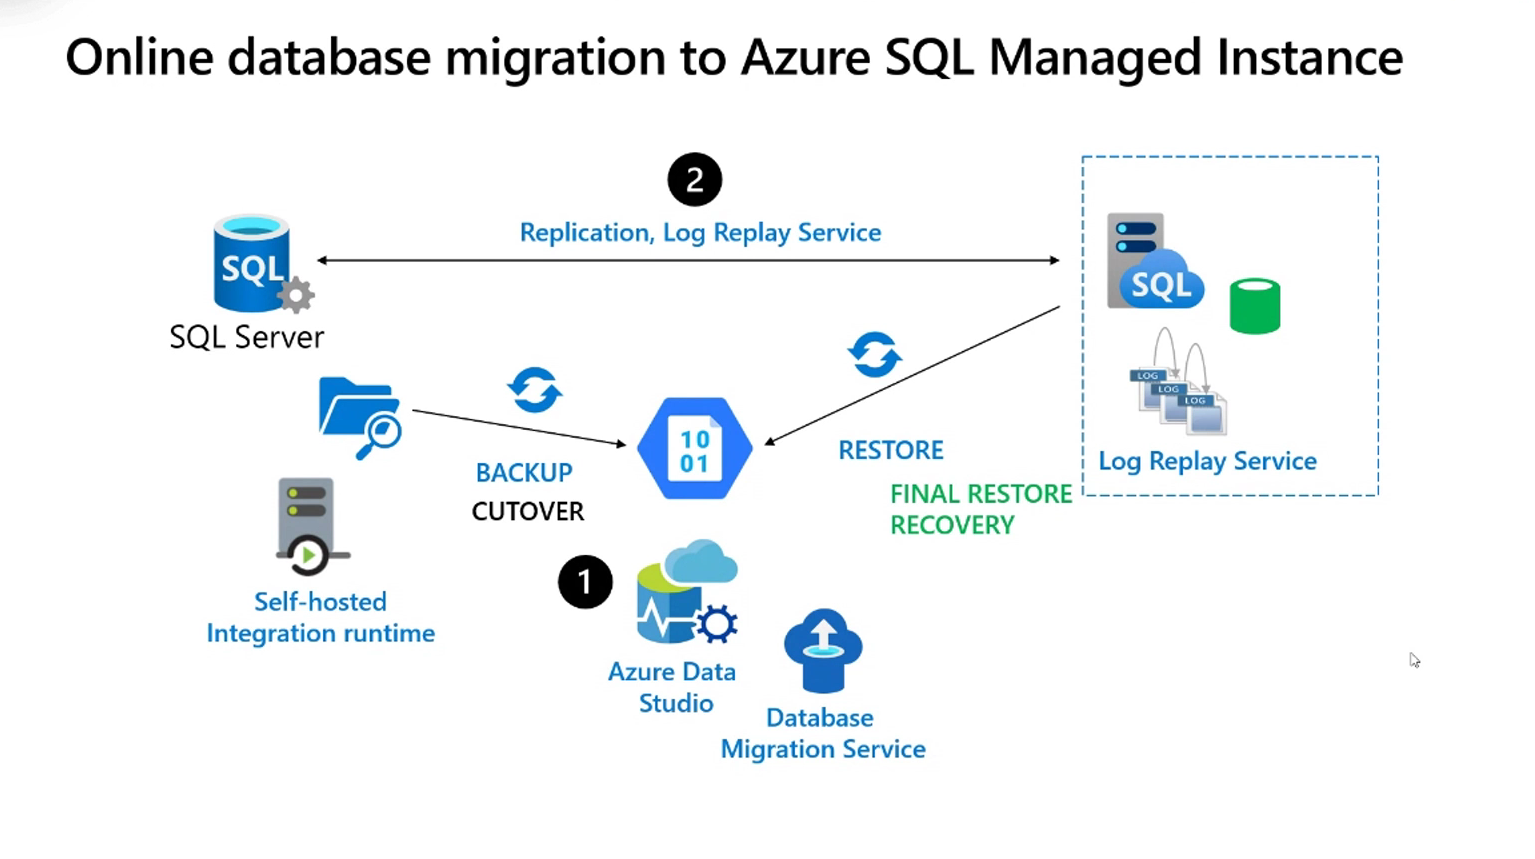 Online database migration to Azure SQL Managed Instance
2
Replication, Log Replay Service
SQL
SQL Server
SQL
LOG
LOG
LOG
Log Replay Service
10
01
BACKUP
CUTOVER
RESTORE
FINAL RESTORE
RECOVERY
Self-hosted
Integration runtime
1
Azure Data
Studio
Database
Migration Service